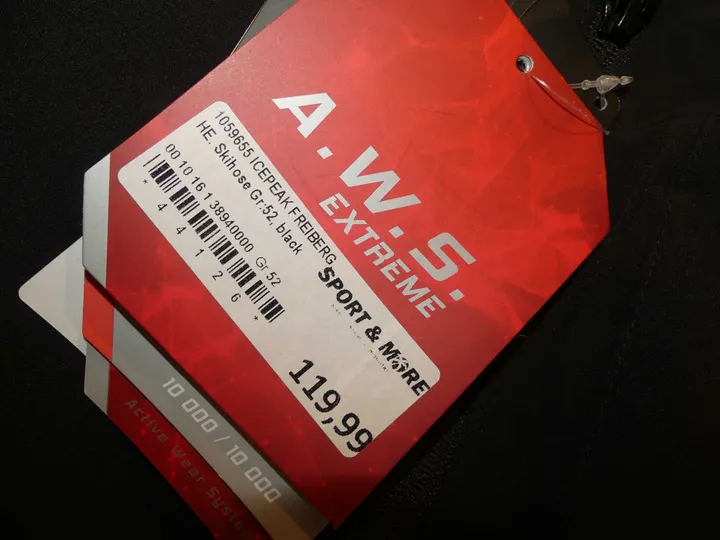 A.W.S.
EXTREME
1059655 ICEPEAK FREIBERG
HE. Skihose Gr.52, black
00 10 16 1 38940000 Gr 52
* 4 4 1 2 6 *
SPORT & MORE
119,99
10 000 / 10 000
Active Wear System